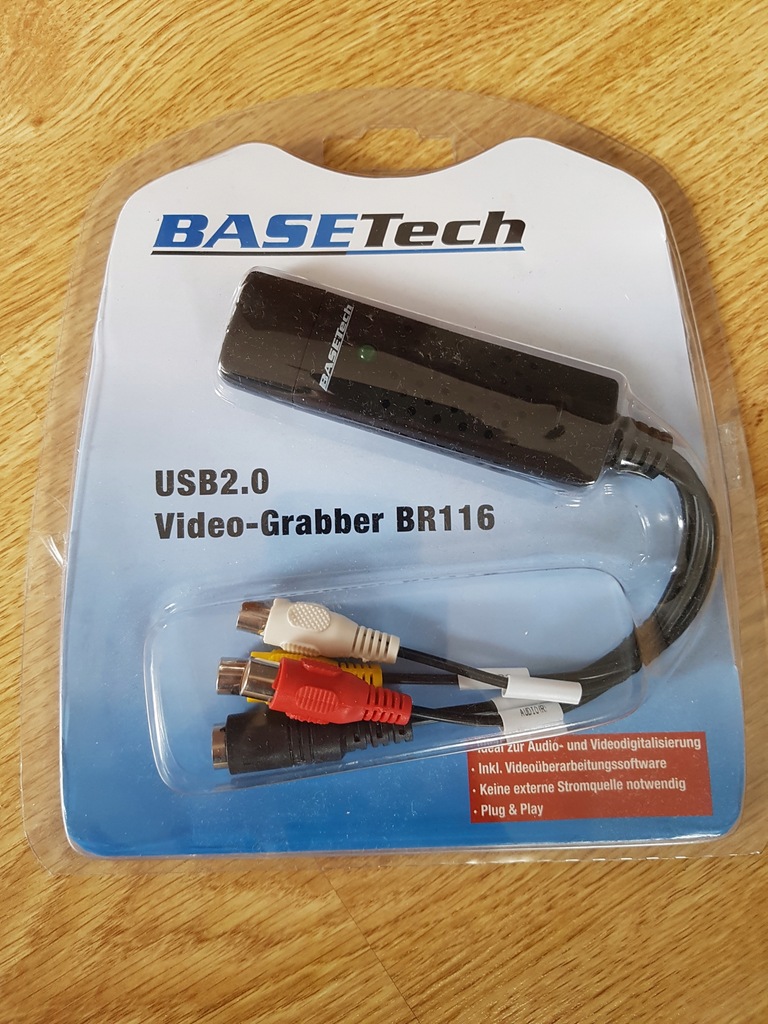 BASETech
BASETech
USB2.0
Video-Grabber BR116
AUDIO(R)
Ideal zur Audio- und Videodigitalisierung
· Inkl. Videoüberarbeitungssoftware
· Keine externe Stromquelle notwendig
· Plug & Play